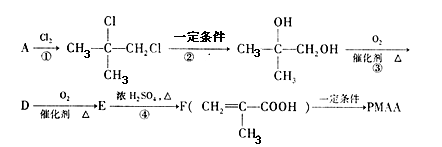 Cl OH
A Cl₂ ① CH₃—C—CH₂Cl 一定条件 ② CH₃—C—CH₂OH O₂ 催化剂 △ ③
CH₃ CH₃
D O₂ 催化剂 △ E 浓 H₂SO₄,△ ④ F( CH₂=C—COOH ) 一定条件 PMAA
CH₃